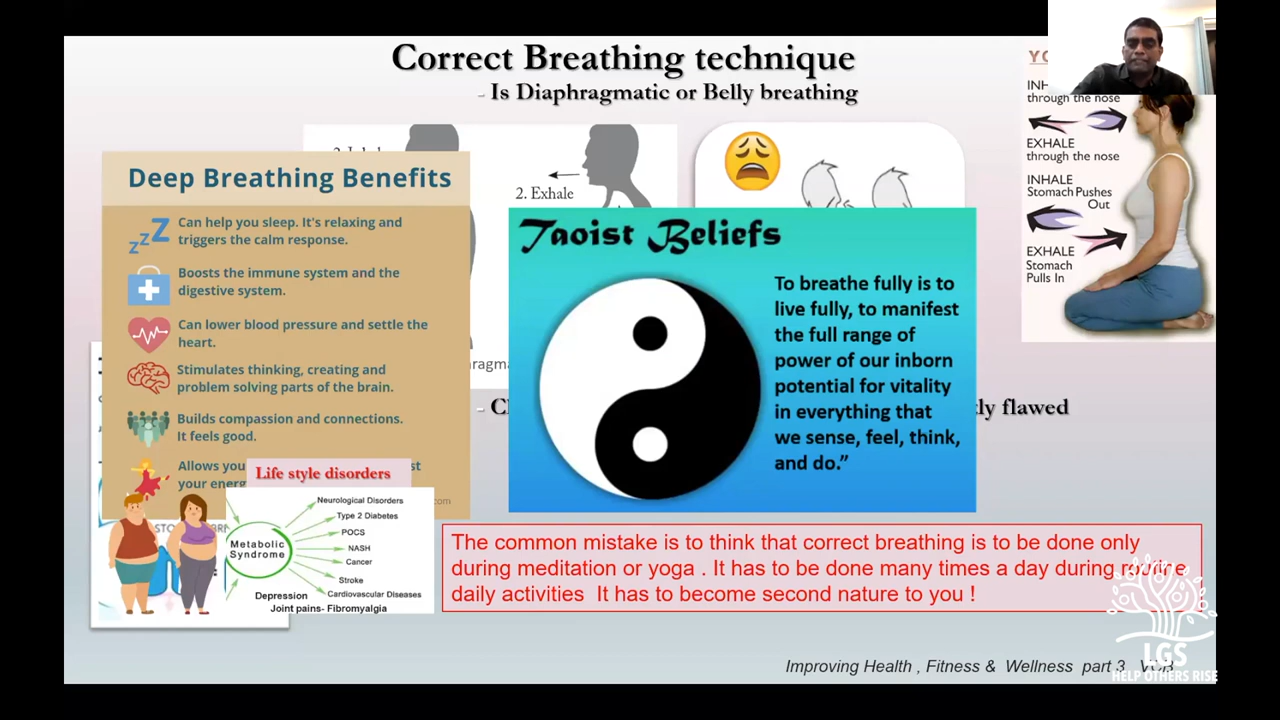 Correct Breathing technique
- Is Diaphragmatic or Belly breathing
YO
INH
through the nose
EXHALE
through the nose
INHALE
Stomach Pushes
Out
EXHALE
Stomach
Pulls In
2. Exhale
Deep Breathing Benefits
Can help you sleep. It's relaxing and
triggers the calm response.
Boosts the immune system and the
digestive system.
Can lower blood pressure and settle the
heart.
Stimulates thinking, creating and
problem solving parts of the brain.
Builds compassion and connections.
It feels good.
Allows you
st
your energ
com
Taoist Beliefs
To breathe fully is to
live fully, to manifest
the full range of
power of our inborn
potential for vitality
in everything that
we sense, feel, think,
and do.”
ragma
- C
tly flawed
Life style disorders
Metabolic
Syndrome
Neurological Disorders
Type 2 Diabetes
POCS
NASH
Cancer
Stroke
Cardiovascular Diseases
Depression
Joint pains- Fibromyalgia
The common mistake is to think that correct breathing is to be done only
during meditation or yoga . It has to be done many times a day during routine
daily activities It has to become second nature to you !
Improving Health , Fitness & Wellness part 3 VOB
LGS
HELP OTHERS RISE